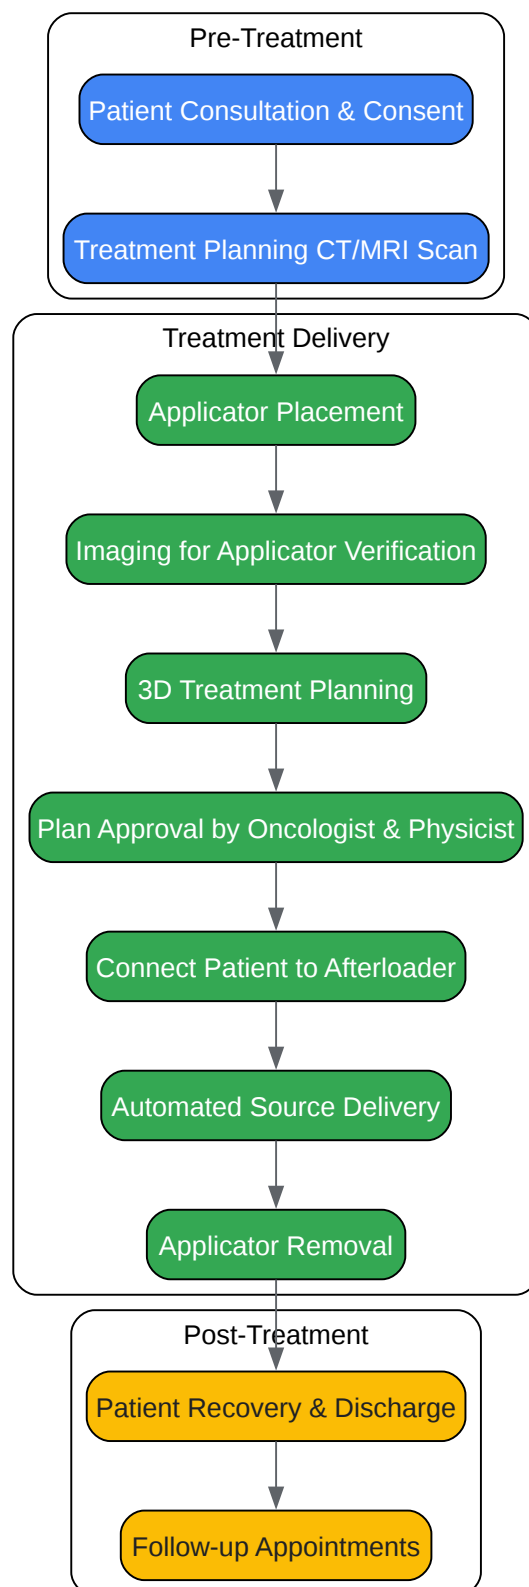 Pre-Treatment
Patient Consultation & Consent
Treatment Planning CT/MRI Scan
Treatment Delivery
Applicator Placement
Imaging for Applicator Verification
3D Treatment Planning
Plan Approval by Oncologist & Physicist
Connect Patient to Afterloader
Automated Source Delivery
Applicator Removal
Post-Treatment
Patient Recovery & Discharge
Follow-up Appointments